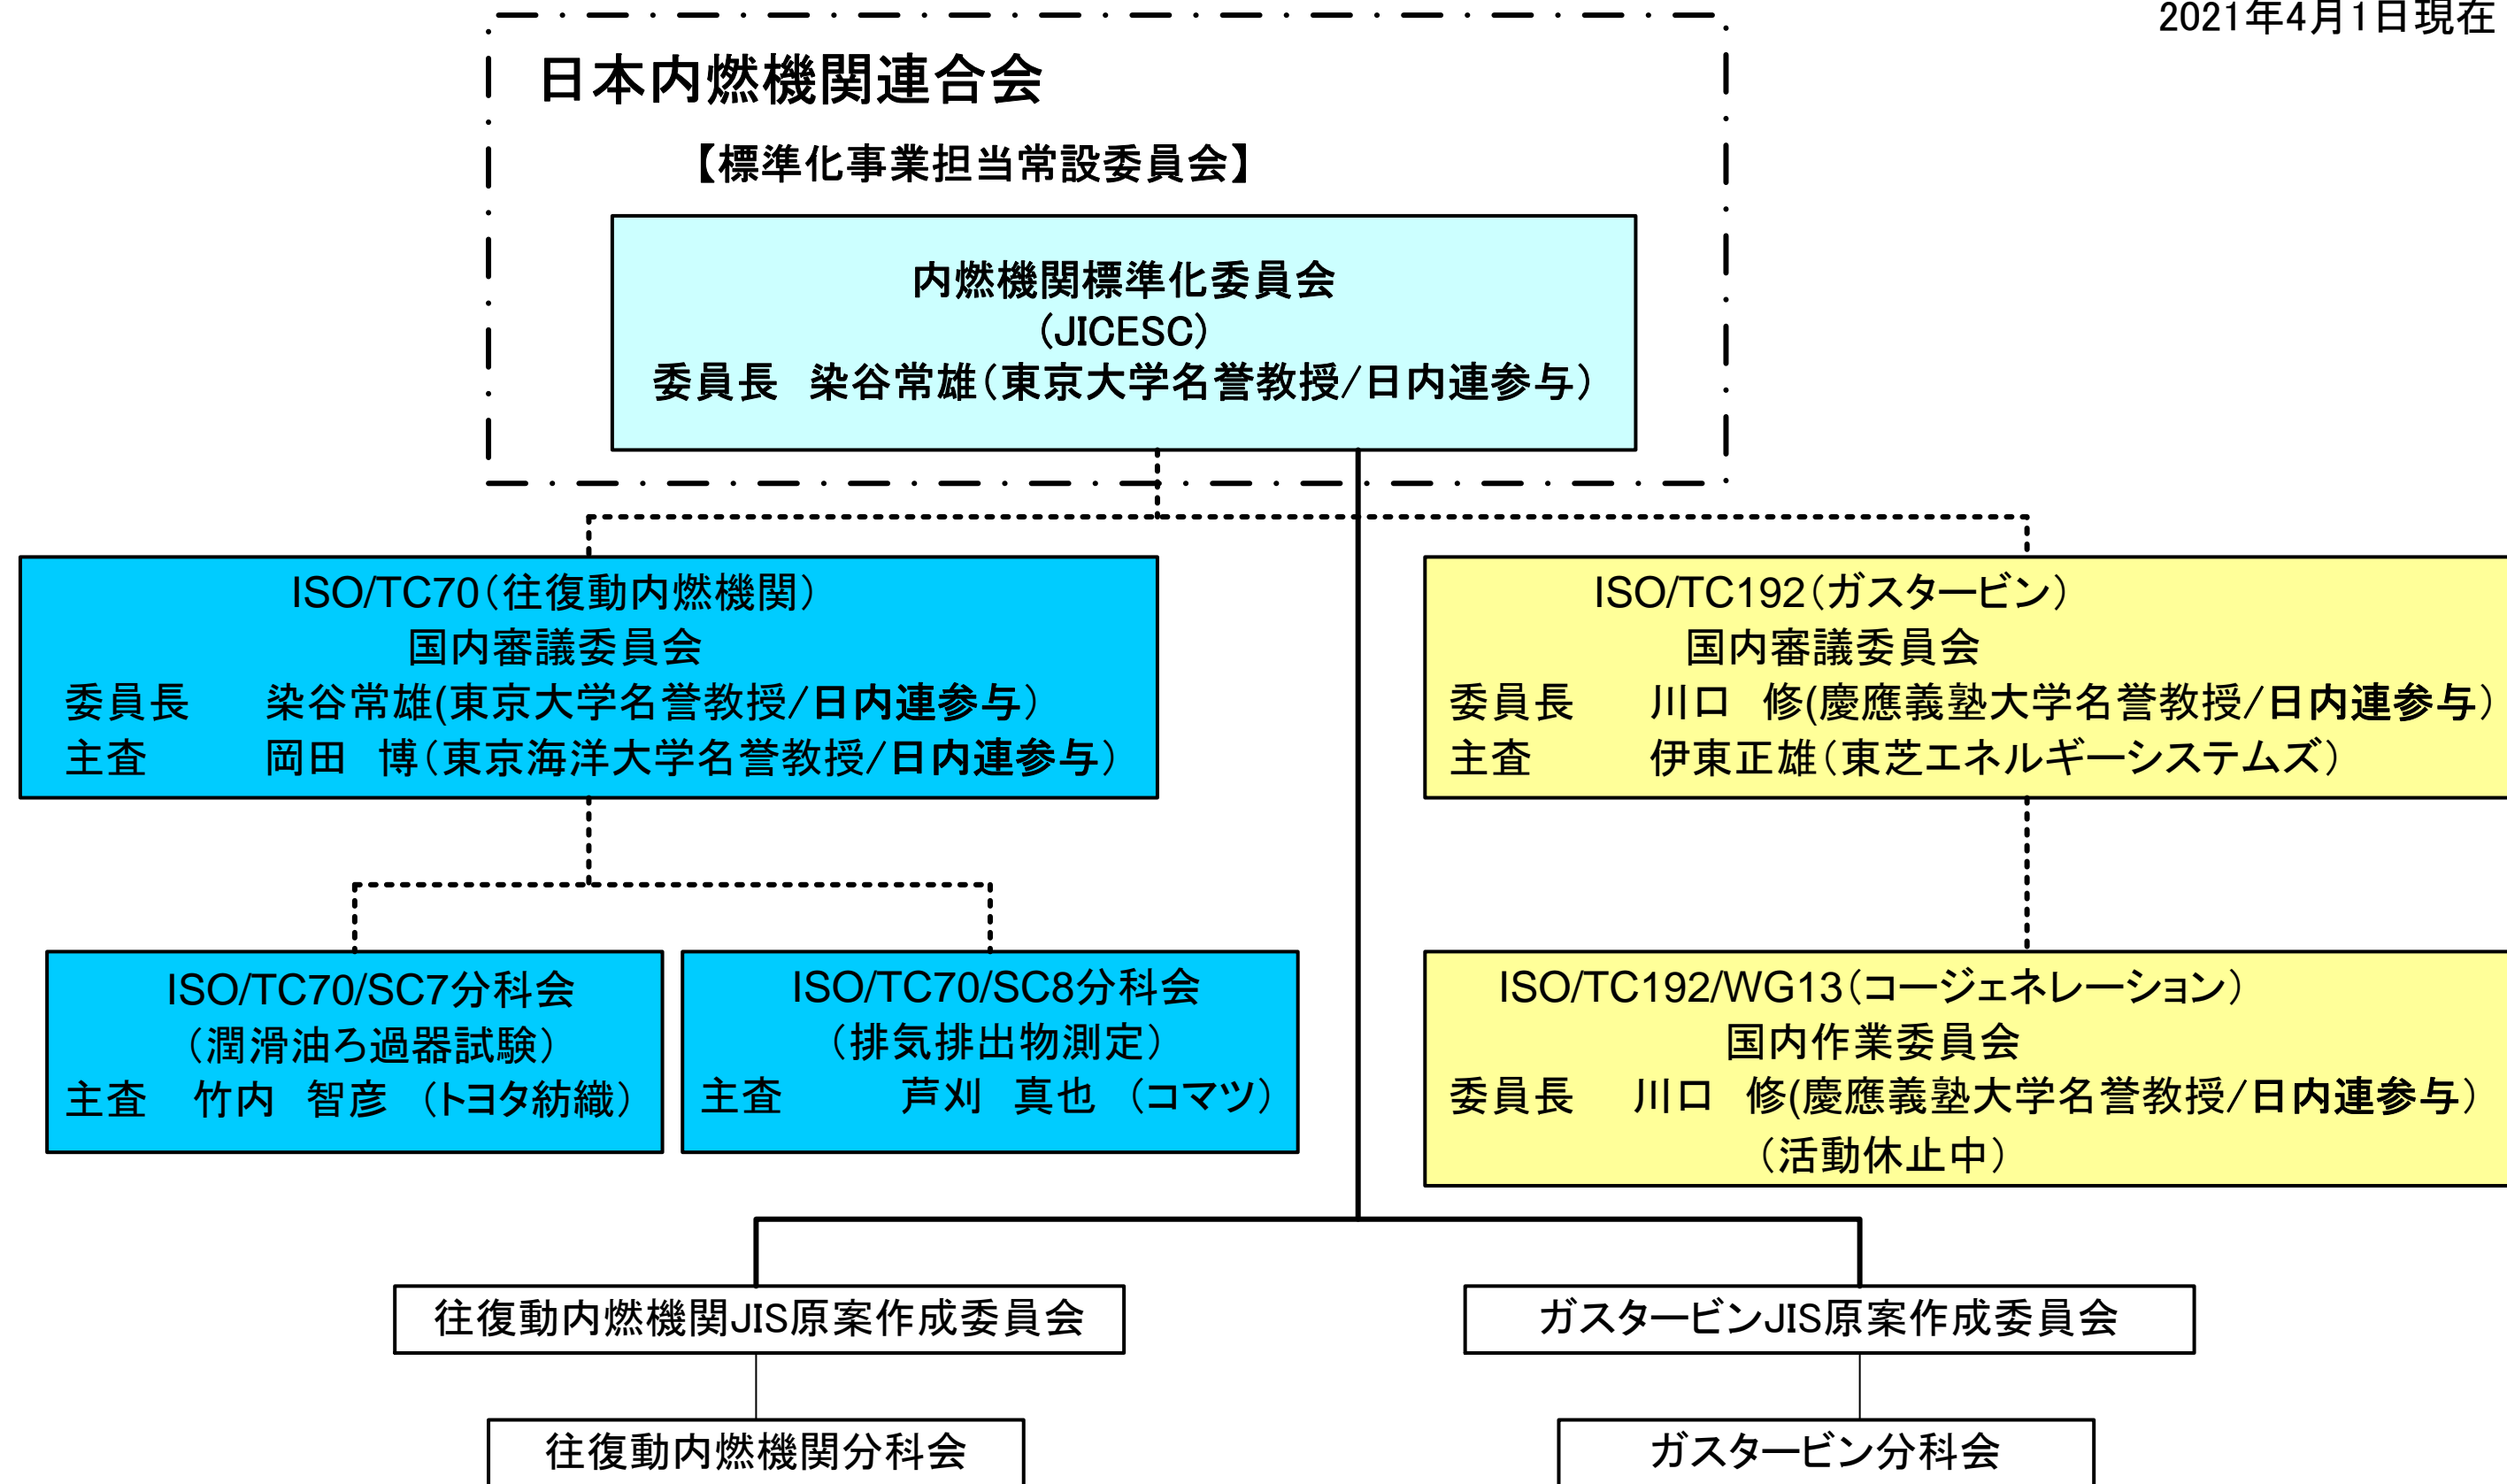 2021年4月1日現在
日本内燃機関連合会
【標準化事業担当常設委員会】
内燃機関標準化委員会
（JICESC）
委員長　染谷常雄（東京大学名誉教授/日内連参与）
ISO/TC70（往復動内燃機関）
国内審議委員会
委員長　染谷常雄(東京大学名誉教授/日内連参与）
主査　岡田　博（東京海洋大学名誉教授/日内連参与）
ISO/TC192（ガスタービン）
国内審議委員会
委員長　川口　修(慶應義塾大学名誉教授/日内連参与）
主査　伊東正雄（東芝エネルギーシステムズ）
ISO/TC70/SC7分科会
（潤滑油ろ過器試験）
主査　竹内　智彦　（トヨタ紡織）
ISO/TC70/SC8分科会
（排気排出物測定）
主査　芦刈　真也　（コマツ）
ISO/TC192/WG13（コージェネレーション）
国内作業委員会
委員長　川口　修(慶應義塾大学名誉教授/日内連参与）
（活動休止中）
往復動内燃機関JIS原案作成委員会
ガスタービンJIS原案作成委員会
往復動内燃機関分科会
ガスタービン分科会